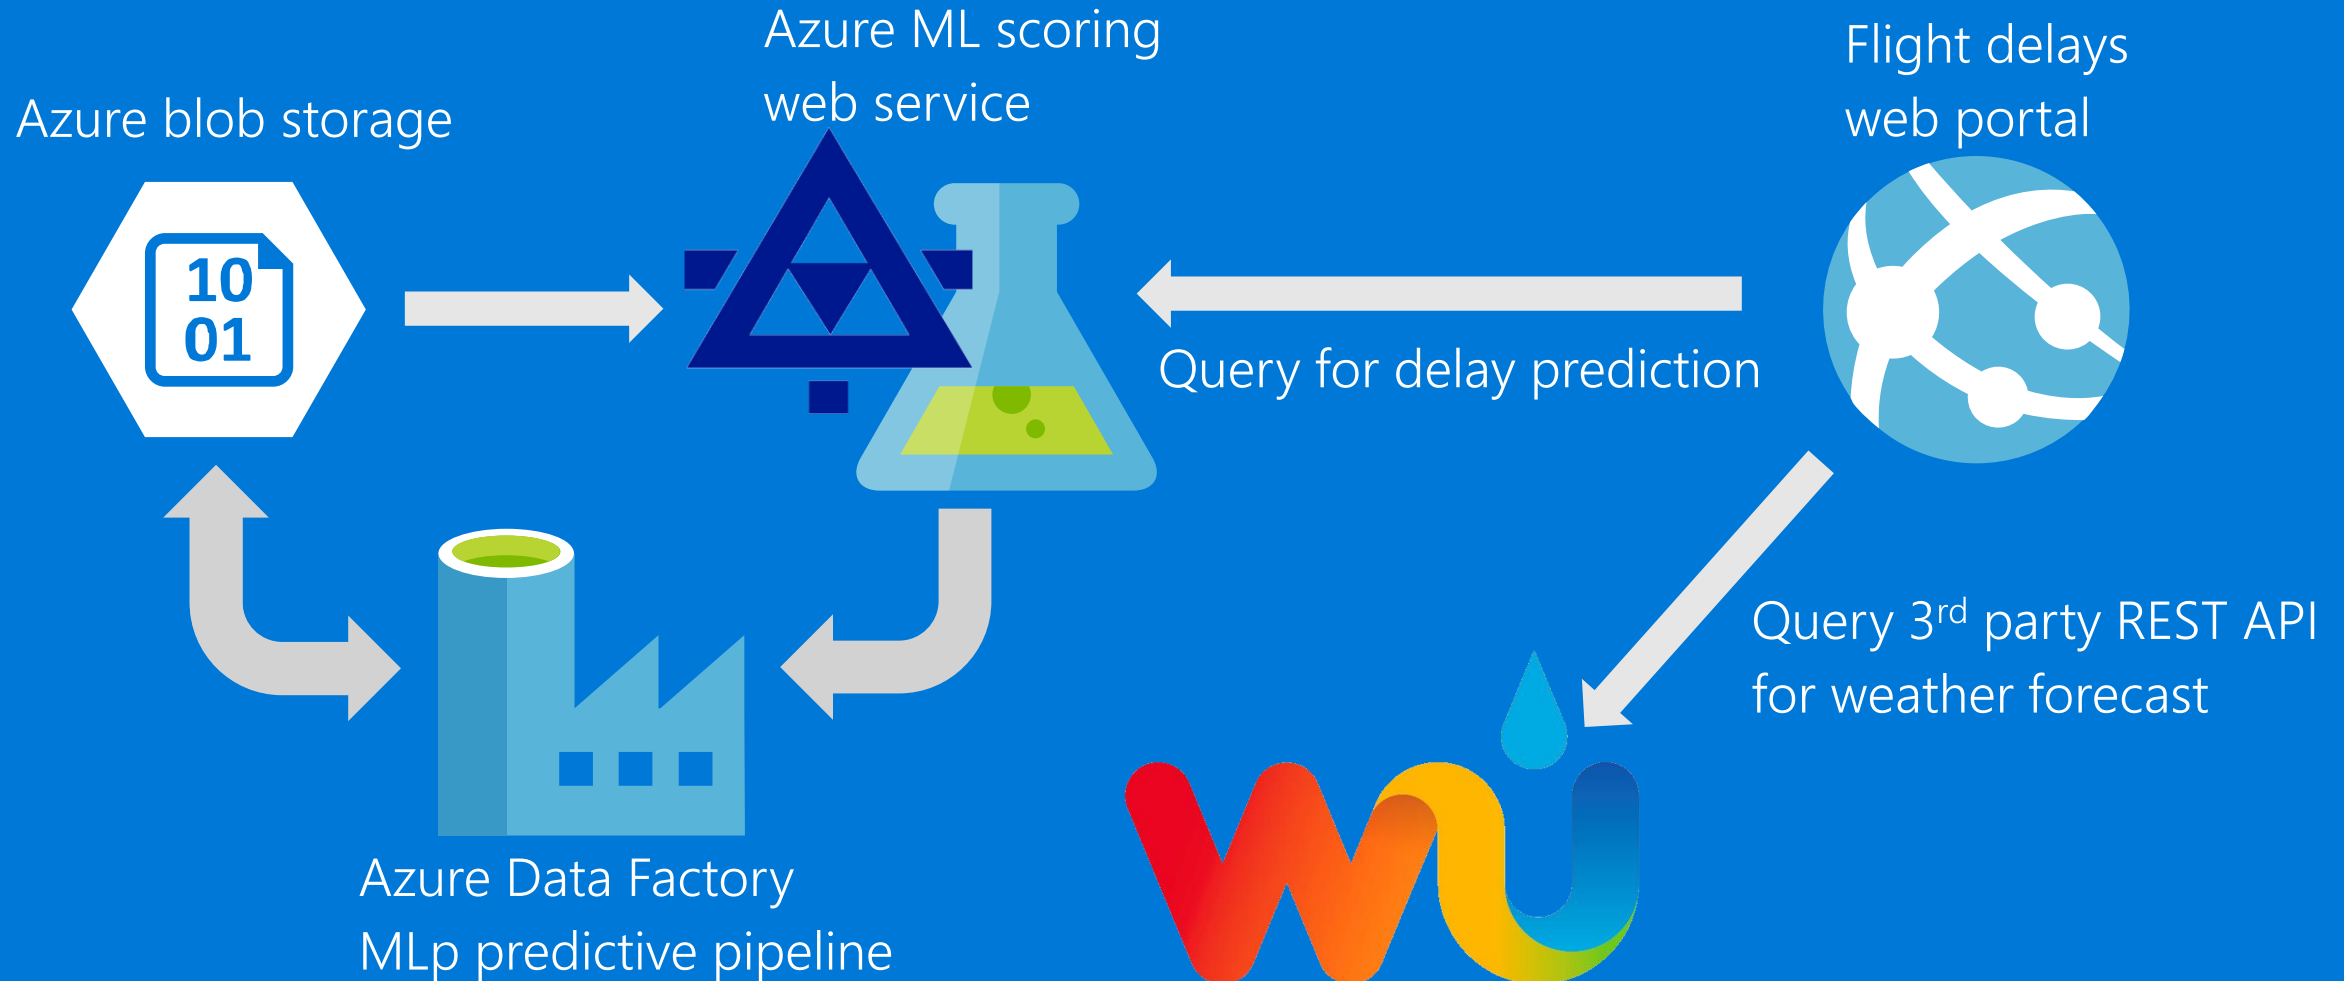 Azure ML scoring
web service
Flight delays
web portal
Azure blob storage
10
01
Query for delay prediction
Query 3rd party REST API
for weather forecast
wu
Azure Data Factory
MLp predictive pipeline